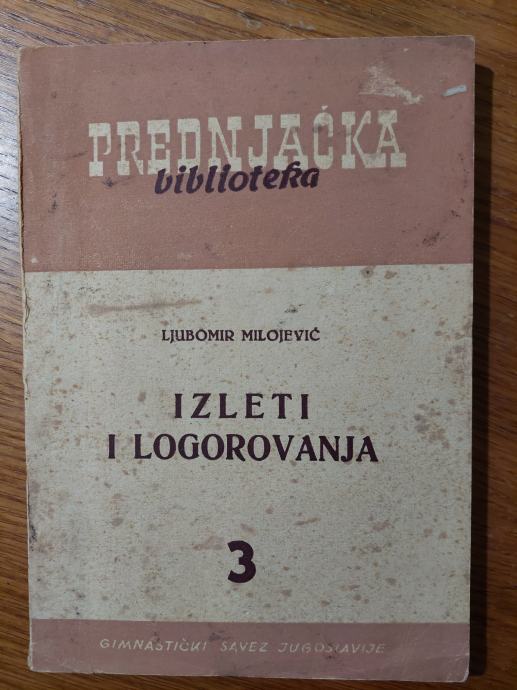 PREDNJAČKA
biblioteka
LJUBOMIR MILOJEVIĆ
IZLETI
I LOGOROVANJA
3
GIMNASTIČKI SAVEZ JUGOSLAVIJE